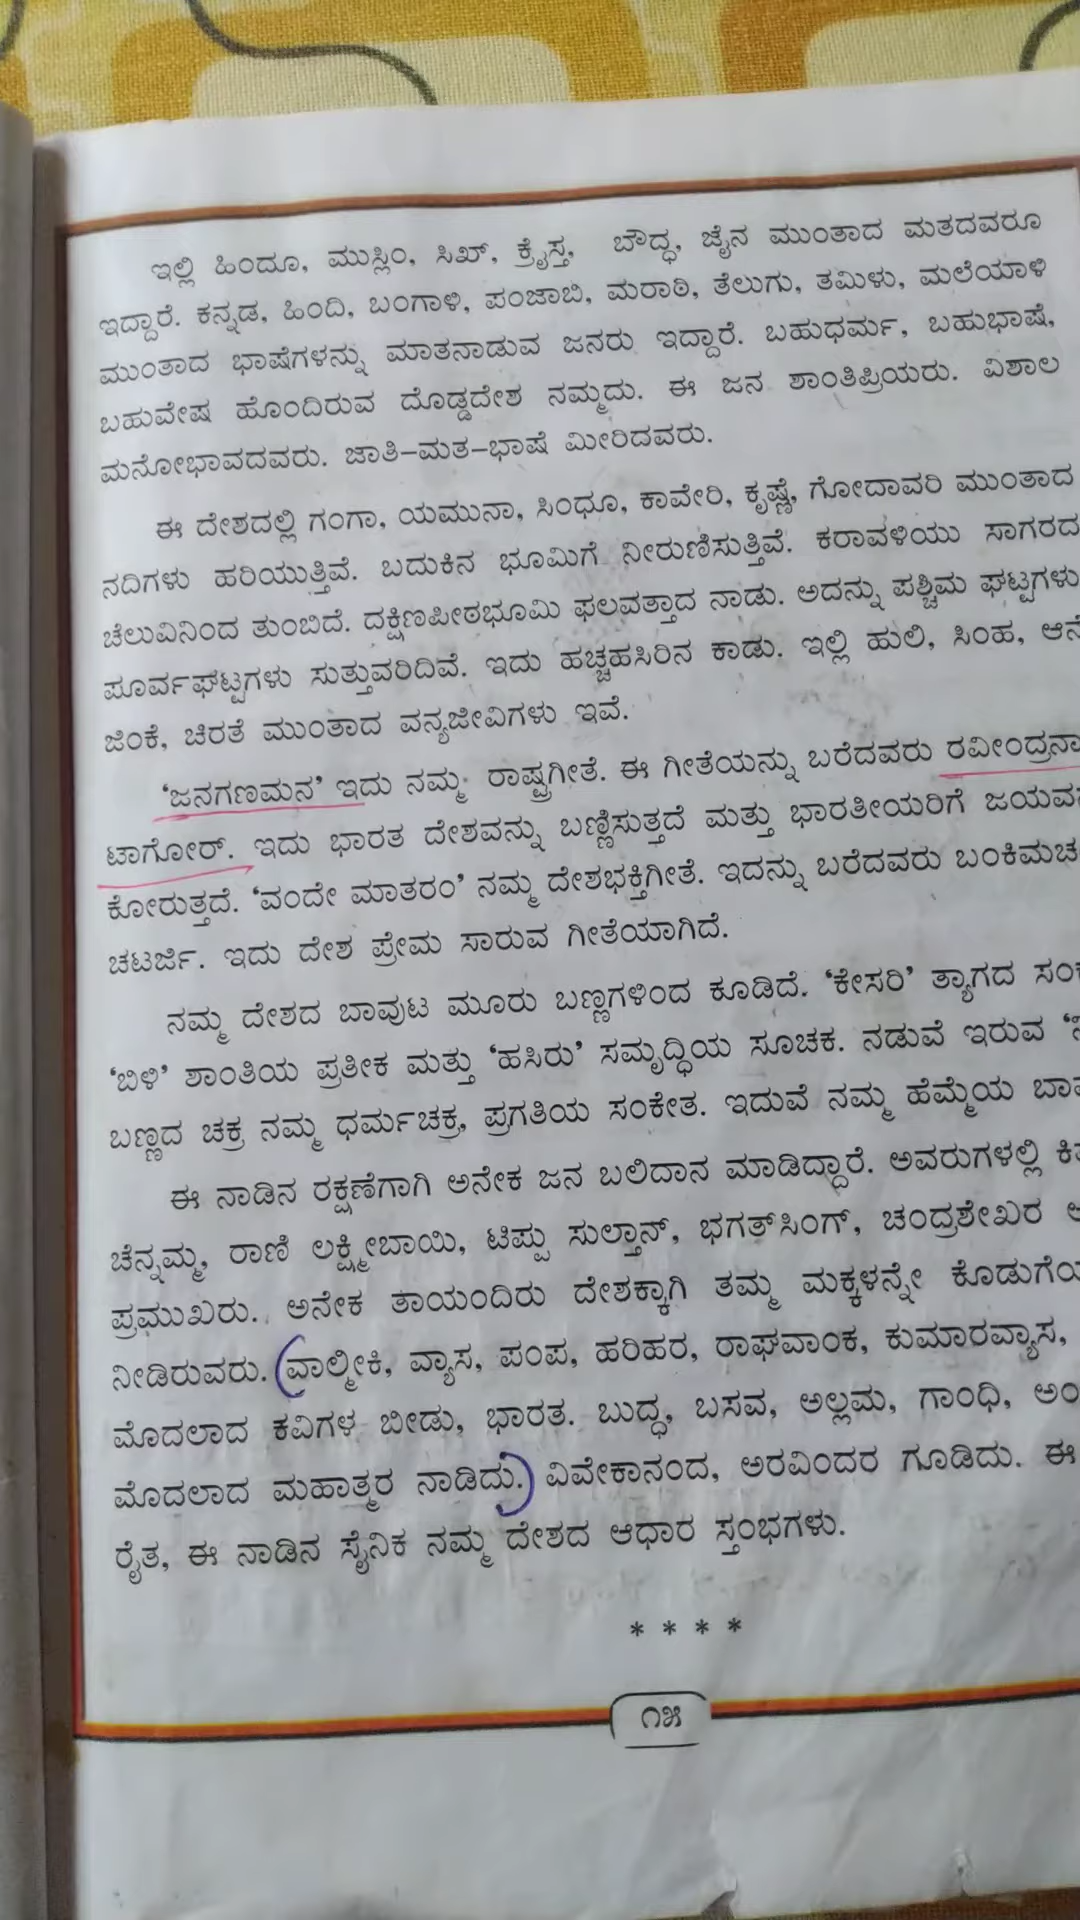 ಇಲ್ಲಿ ಹಿಂದೂ, ಮುಸ್ಲಿಂ, ಸಿಖ್, ಕ್ರೈಸ್ತ, ಬೌದ್ಧ, ಜೈನ ಮುಂತಾದ ಮತದವರೂ
ಇದ್ದಾರೆ. ಕನ್ನಡ, ಹಿಂದಿ, ಬಂಗಾಳಿ, ಪಂಜಾಬಿ, ಮರಾಠಿ, ತೆಲುಗು, ತಮಿಳು, ಮಲೆಯಾಳಿ
ಮುಂತಾದ ಭಾಷೆಗಳನ್ನು ಮಾತನಾಡುವ ಜನರು ಇದ್ದಾರೆ. ಬಹುಧರ್ಮ, ಬಹುಭಾಷೆ,
ಬಹುವೇಷ ಹೊಂದಿರುವ ದೊಡ್ಡದೇಶ ನಮ್ಮದು. ಈ ಜನ ಶಾಂತಿಪ್ರಿಯರು. ವಿಶಾಲ
ಮನೋಭಾವದವರು. ಜಾತಿ-ಮತ-ಭಾಷೆ ಮೀರಿದವರು.
ಈ ದೇಶದಲ್ಲಿ ಗಂಗಾ, ಯಮುನಾ, ಸಿಂಧೂ, ಕಾವೇರಿ, ಕೃಷ್ಣೆ, ಗೋದಾವರಿ ಮುಂತಾದ
ನದಿಗಳು ಹರಿಯುತ್ತಿವೆ. ಬದುಕಿನ ಭೂಮಿಗೆ ನೀರುಣಿಸುತ್ತಿವೆ. ಕರಾವಳಿಯು ಸಾಗರದ
ಚೆಲುವಿನಿಂದ ತುಂಬಿದೆ. ದಕ್ಷಿಣಪೀಠಭೂಮಿ ಫಲವತ್ತಾದ ನಾಡು. ಅದನ್ನು ಪಶ್ಚಿಮ ಘಟ್ಟಗಳು
ಪೂರ್ವಘಟ್ಟಗಳು ಸುತ್ತುವರಿದಿವೆ. ಇದು ಹಚ್ಚಹಸಿರಿನ ಕಾಡು. ಇಲ್ಲಿ ಹುಲಿ, ಸಿಂಹ, ಆನೆ
ಜಿಂಕೆ, ಚಿರತೆ ಮುಂತಾದ ವನ್ಯಜೀವಿಗಳು ಇವೆ.
‘ಜನಗಣಮನ’ ಇದು ನಮ್ಮ ರಾಷ್ಟ್ರಗೀತೆ. ಈ ಗೀತೆಯನ್ನು ಬರೆದವರು ರವೀಂದ್ರನಾ
ಟಾಗೋರ್. ಇದು ಭಾರತ ದೇಶವನ್ನು ಬಣ್ಣಿಸುತ್ತದೆ ಮತ್ತು ಭಾರತೀಯರಿಗೆ ಜಯವ
ಕೋರುತ್ತದೆ. ‘ವಂದೇ ಮಾತರಂ’ ನಮ್ಮ ದೇಶಭಕ್ತಿಗೀತೆ. ಇದನ್ನು ಬರೆದವರು ಬಂಕಿಮಚ
ಚಟರ್ಜಿ. ಇದು ದೇಶ ಪ್ರೇಮ ಸಾರುವ ಗೀತೆಯಾಗಿದೆ.
ನಮ್ಮ ದೇಶದ ಬಾವುಟ ಮೂರು ಬಣ್ಣಗಳಿಂದ ಕೂಡಿದೆ. ‘ಕೇಸರಿ’ ತ್ಯಾಗದ ಸಂಕ
‘ಬಿಳಿ’ ಶಾಂತಿಯ ಪ್ರತೀಕ ಮತ್ತು ‘ಹಸಿರು’ ಸಮೃದ್ಧಿಯ ಸೂಚಕ. ನಡುವೆ ಇರುವ
ಬಣ್ಣದ ಚಕ್ರ ನಮ್ಮ ಧರ್ಮಚಕ್ರ, ಪ್ರಗತಿಯ ಸಂಕೇತ. ಇದುವೆ ನಮ್ಮ ಹೆಮ್ಮೆಯ ಬಾ
ಈ ನಾಡಿನ ರಕ್ಷಣೆಗಾಗಿ ಅನೇಕ ಜನ ಬಲಿದಾನ ಮಾಡಿದ್ದಾರೆ. ಅವರುಗಳಲ್ಲಿ ಕಿ
ಚೆನ್ನಮ್ಮ, ರಾಣಿ ಲಕ್ಷ್ಮೀಬಾಯಿ, ಟಿಪ್ಪು ಸುಲ್ತಾನ್, ಭಗತ್‌ಸಿಂಗ್, ಚಂದ್ರಶೇಖರ
ಪ್ರಮುಖರು. ಅನೇಕ ತಾಯಂದಿರು ದೇಶಕ್ಕಾಗಿ ತಮ್ಮ ಮಕ್ಕಳನ್ನೇ ಕೊಡುಗೆಯ
ನೀಡಿರುವರು. (ವಾಲ್ಮೀಕಿ, ವ್ಯಾಸ, ಪಂಪ, ಹರಿಹರ, ರಾಘವಾಂಕ, ಕುಮಾರವ್ಯಾಸ,
ಮೊದಲಾದ ಕವಿಗಳ ಬೀಡು, ಭಾರತ. ಬುದ್ಧ, ಬಸವ, ಅಲ್ಲಮ, ಗಾಂಧಿ, ಅಂ
ಮೊದಲಾದ ಮಹಾತ್ಮರ ನಾಡಿದು.) ವಿವೇಕಾನಂದ, ಅರವಿಂದರ ಗೂಡಿದು. ಈ
ರೈತ, ಈ ನಾಡಿನ ಸೈನಿಕ ನಮ್ಮ ದೇಶದ ಆಧಾರ ಸ್ತಂಭಗಳು.
* * * *
೧೫